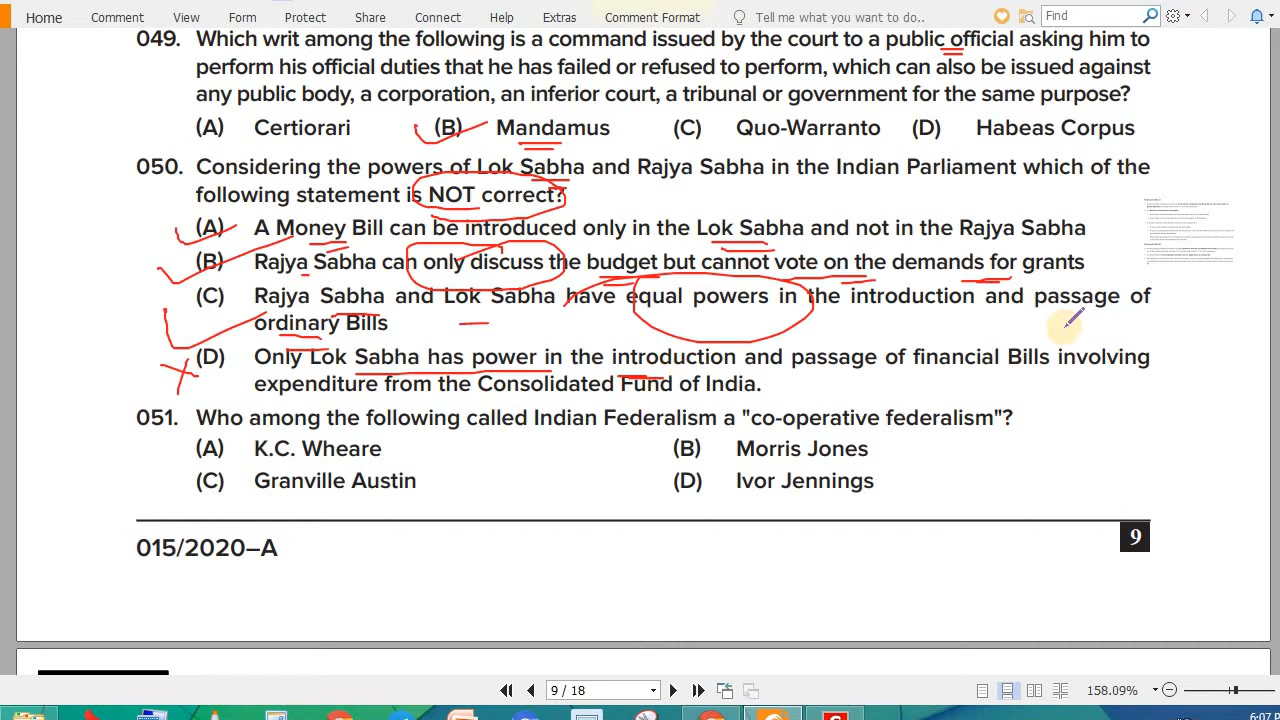 Home Comment View Form Protect Share Connect Help Extras Comment Format Tell me what you want to do.. Find
049. Which writ among the following is a command issued by the court to a public official asking him to
perform his official duties that he has failed or refused to perform, which can also be issued against
any public body, a corporation, an inferior court, a tribunal or government for the same purpose?
(A) Certiorari (B) Mandamus (C) Quo-Warranto (D) Habeas Corpus
050. Considering the powers of Lok Sabha and Rajya Sabha in the Indian Parliament which of the
following statement is NOT correct?
(A) A Money Bill can be introduced only in the Lok Sabha and not in the Rajya Sabha
(B) Rajya Sabha can only discuss the budget but cannot vote on the demands for grants
(C) Rajya Sabha and Lok Sabha have equal powers in the introduction and passage of
ordinary Bills
(D) Only Lok Sabha has power in the introduction and passage of financial Bills involving
expenditure from the Consolidated Fund of India.
051. Who among the following called Indian Federalism a "co-operative federalism"?
(A) K.C. Wheare (B) Morris Jones
(C) Granville Austin (D) Ivor Jennings
015/2020–A 9
9 / 18 158.09%